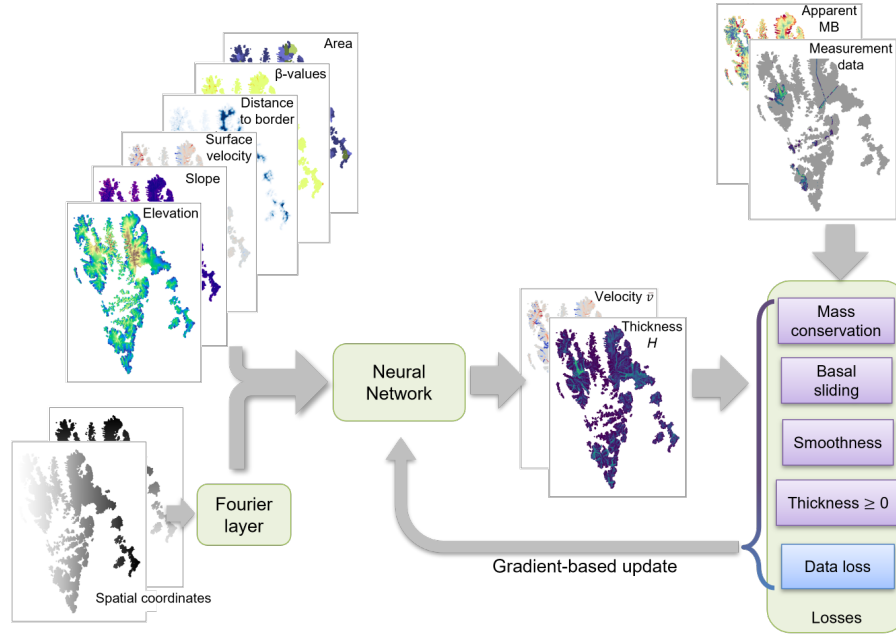 Area
β-values
Distance
to border
Surface
velocity
Slope
Elevation
Spatial coordinates
Fourier
layer
Neural
Network
Velocity v̄
Thickness
H
Gradient-based update
Apparent
MB
Measurement
data
Mass
conservation
Basal
sliding
Smoothness
Thickness ≥ 0
Data loss
Losses